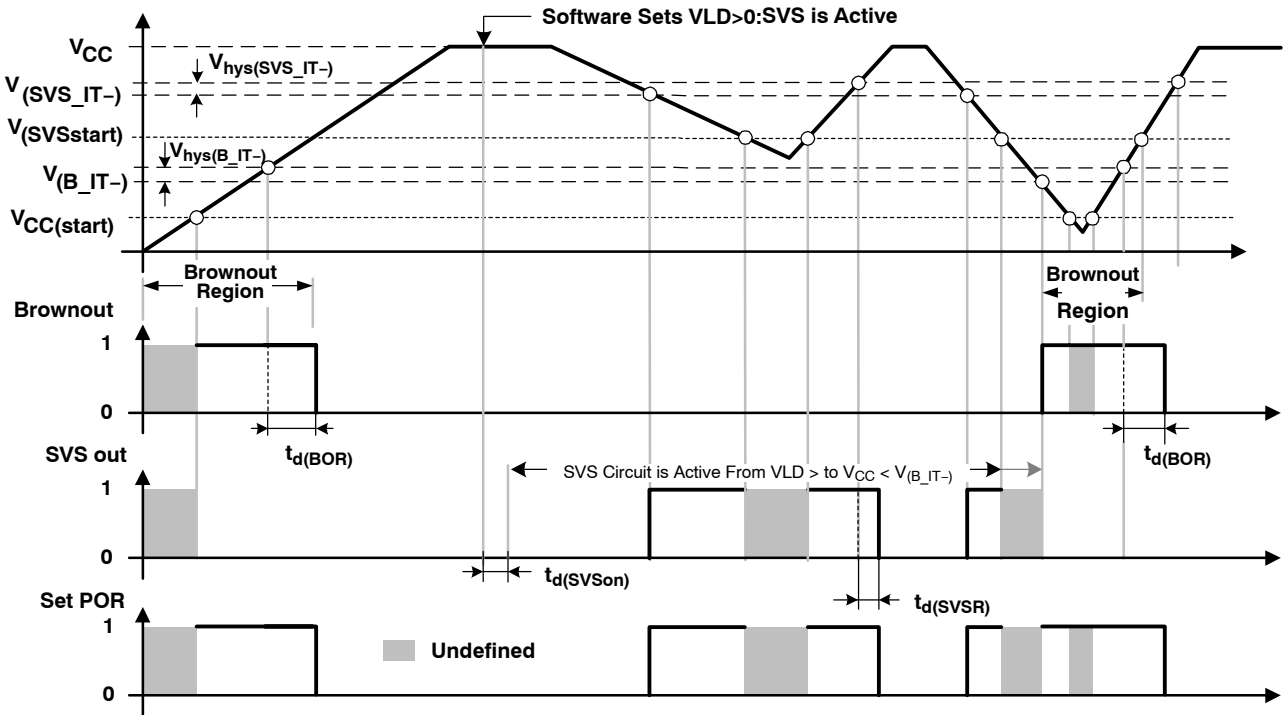 Software Sets VLD>0:SVS is Active
VCC
Vhys(SVS_IT−)
V(SVS_IT−)
V(SVSstart)
Vhys(B_IT−)
V(B_IT−)
VCC(start)
Brownout
Region
Brownout
Region
Brownout
1
0
td(BOR)
td(BOR)
SVS out
SVS Circuit is Active From VLD > to VCC < V(B_IT−)
1
0
td(SVSon)
td(SVSR)
Set POR
1
Undefined
0